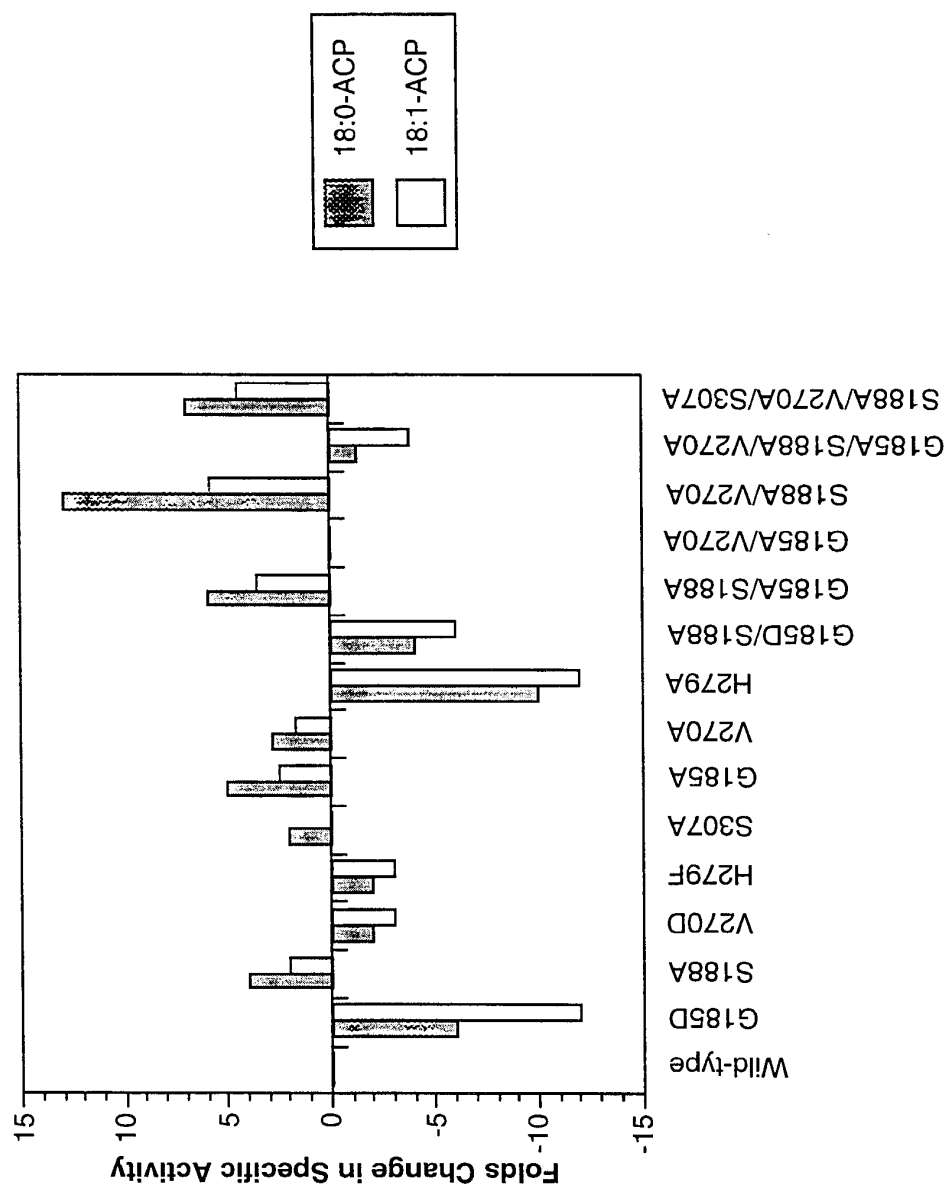 18:0-ACP
18:1-ACP
Folds Change in Specific Activity
15
10
5
0
-5
-10
-15
Wild-type
G185D
S188A
V270D
H279F
S307A
G185A
V270A
H279A
G185D/S188A
G185A/S188A
G185A/V270A
S188A/V270A
G185A/S188A/V270A
S188A/V270A/S307A